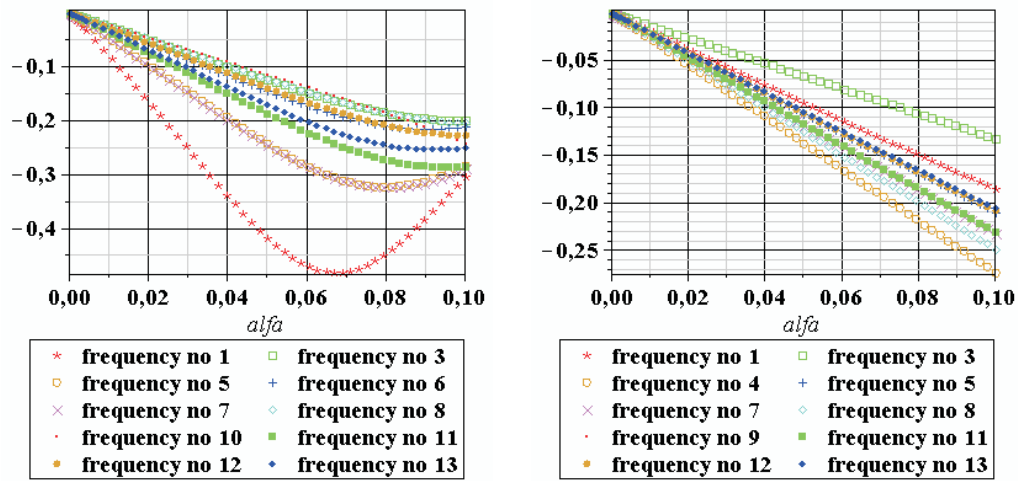 −0,1
−0,2
−0,3
−0,4
0,00 0,02 0,04 0,06 0,08 0,10
alfa
frequency no 1 frequency no 3
frequency no 5 frequency no 6
frequency no 7 frequency no 8
frequency no 10 frequency no 11
frequency no 12 frequency no 13
−0,05
−0,10
−0,15
−0,20
−0,25
0,00 0,02 0,04 0,06 0,08 0,10
alfa
frequency no 1 frequency no 3
frequency no 4 frequency no 5
frequency no 7 frequency no 8
frequency no 9 frequency no 11
frequency no 12 frequency no 13